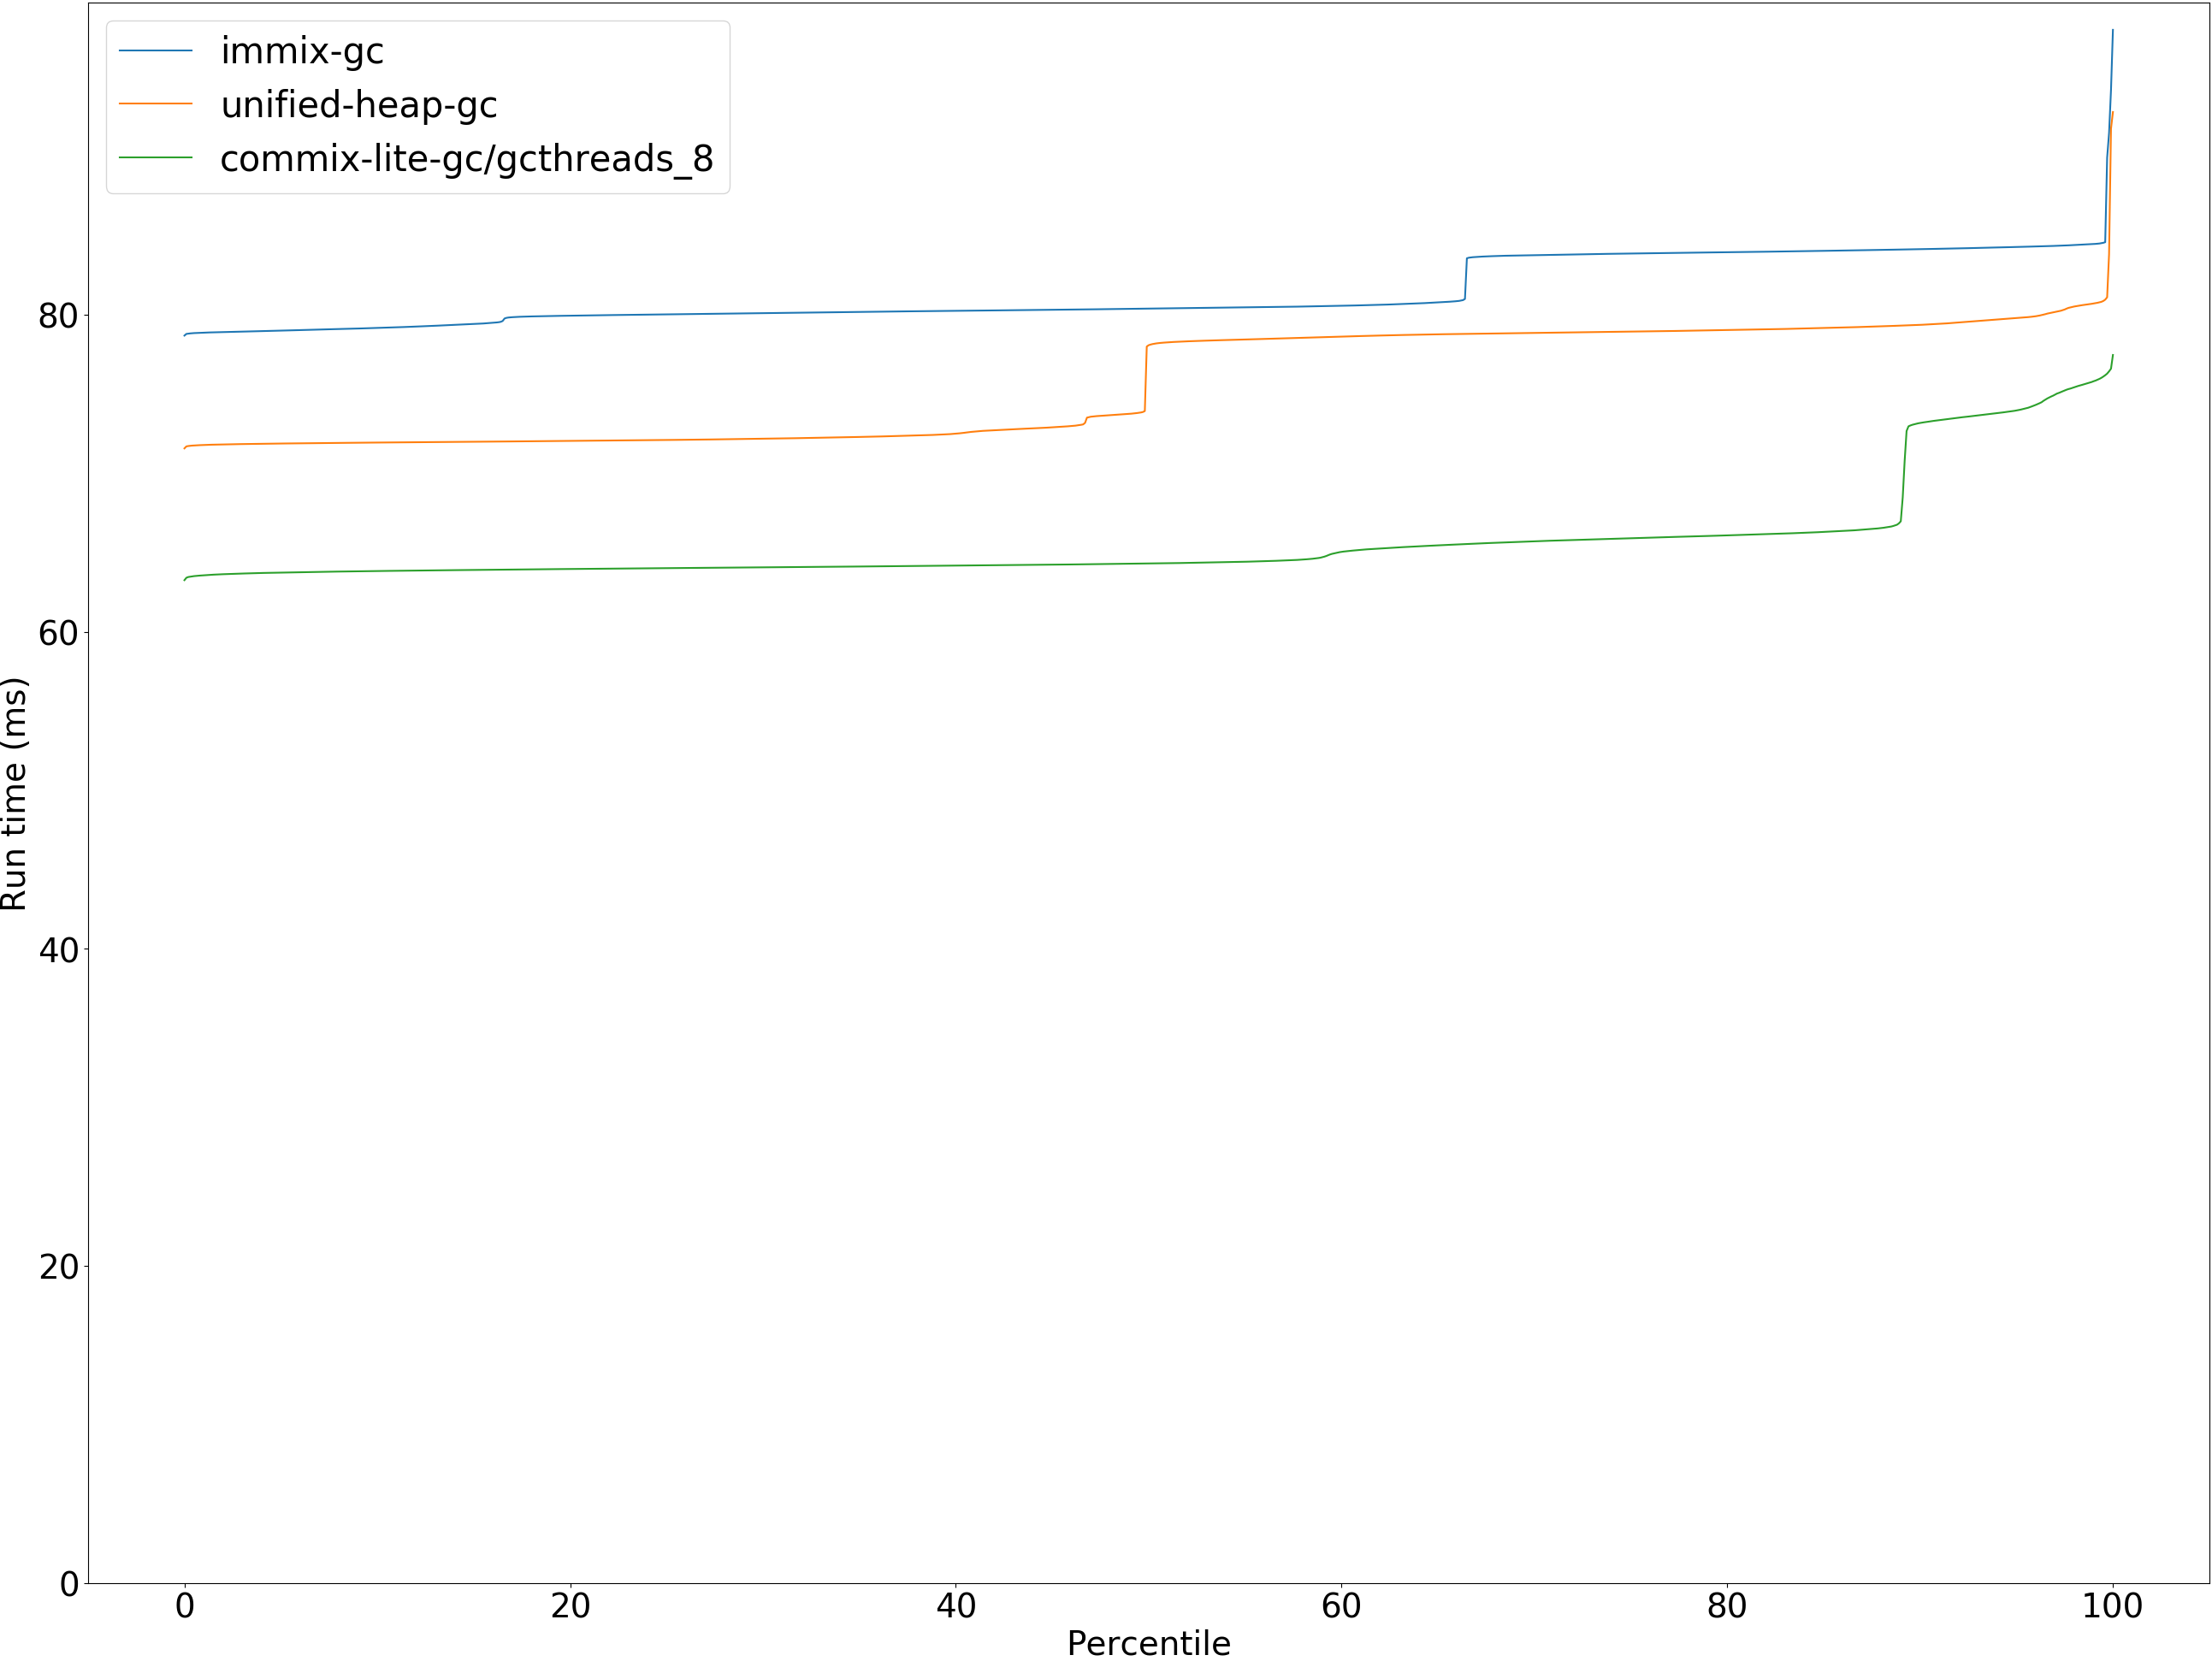 immix-gc
unified-heap-gc
commix-lite-gc/gcthreads_8
Run time (ms)
80
60
40
20
0
0 20 40 60 80 100
Percentile